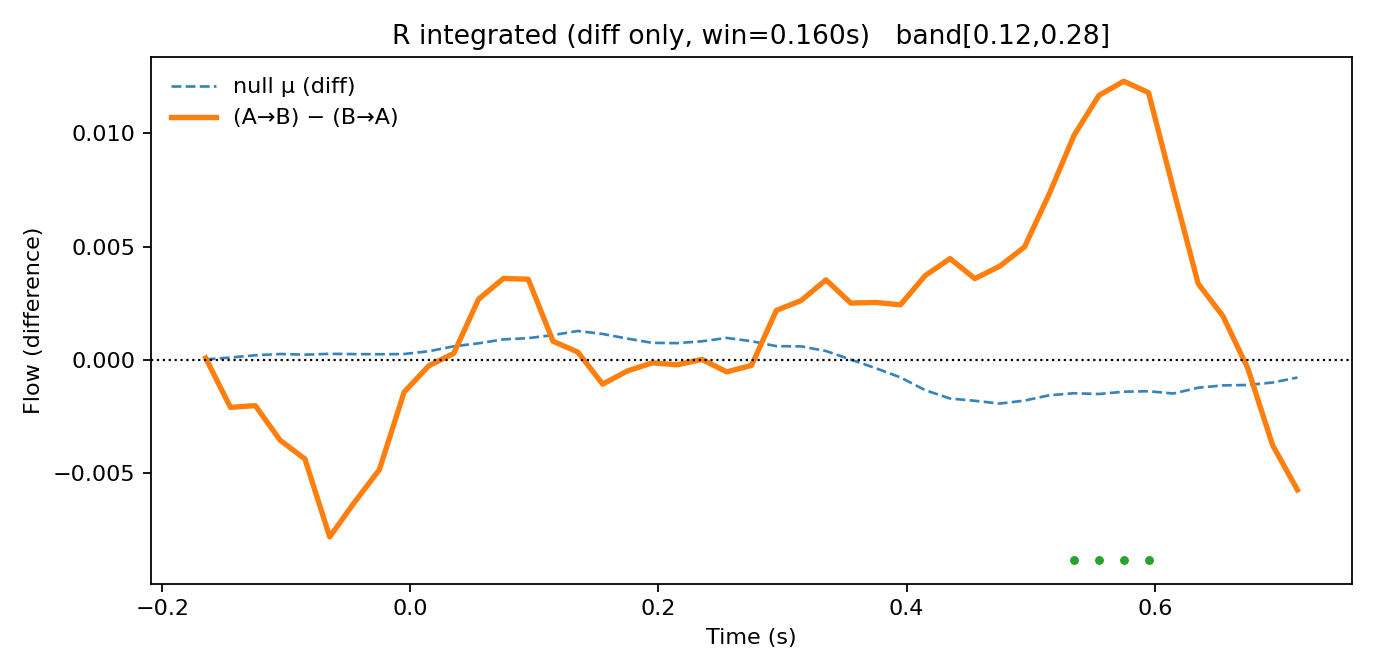 R integrated (diff only, win=0.160s)   band[0.12,0.28]
null μ (diff)
(A→B) − (B→A)
Flow (difference)
0.010
0.005
0.000
−0.005
−0.2
0.0
0.2
0.4
0.6
Time (s)